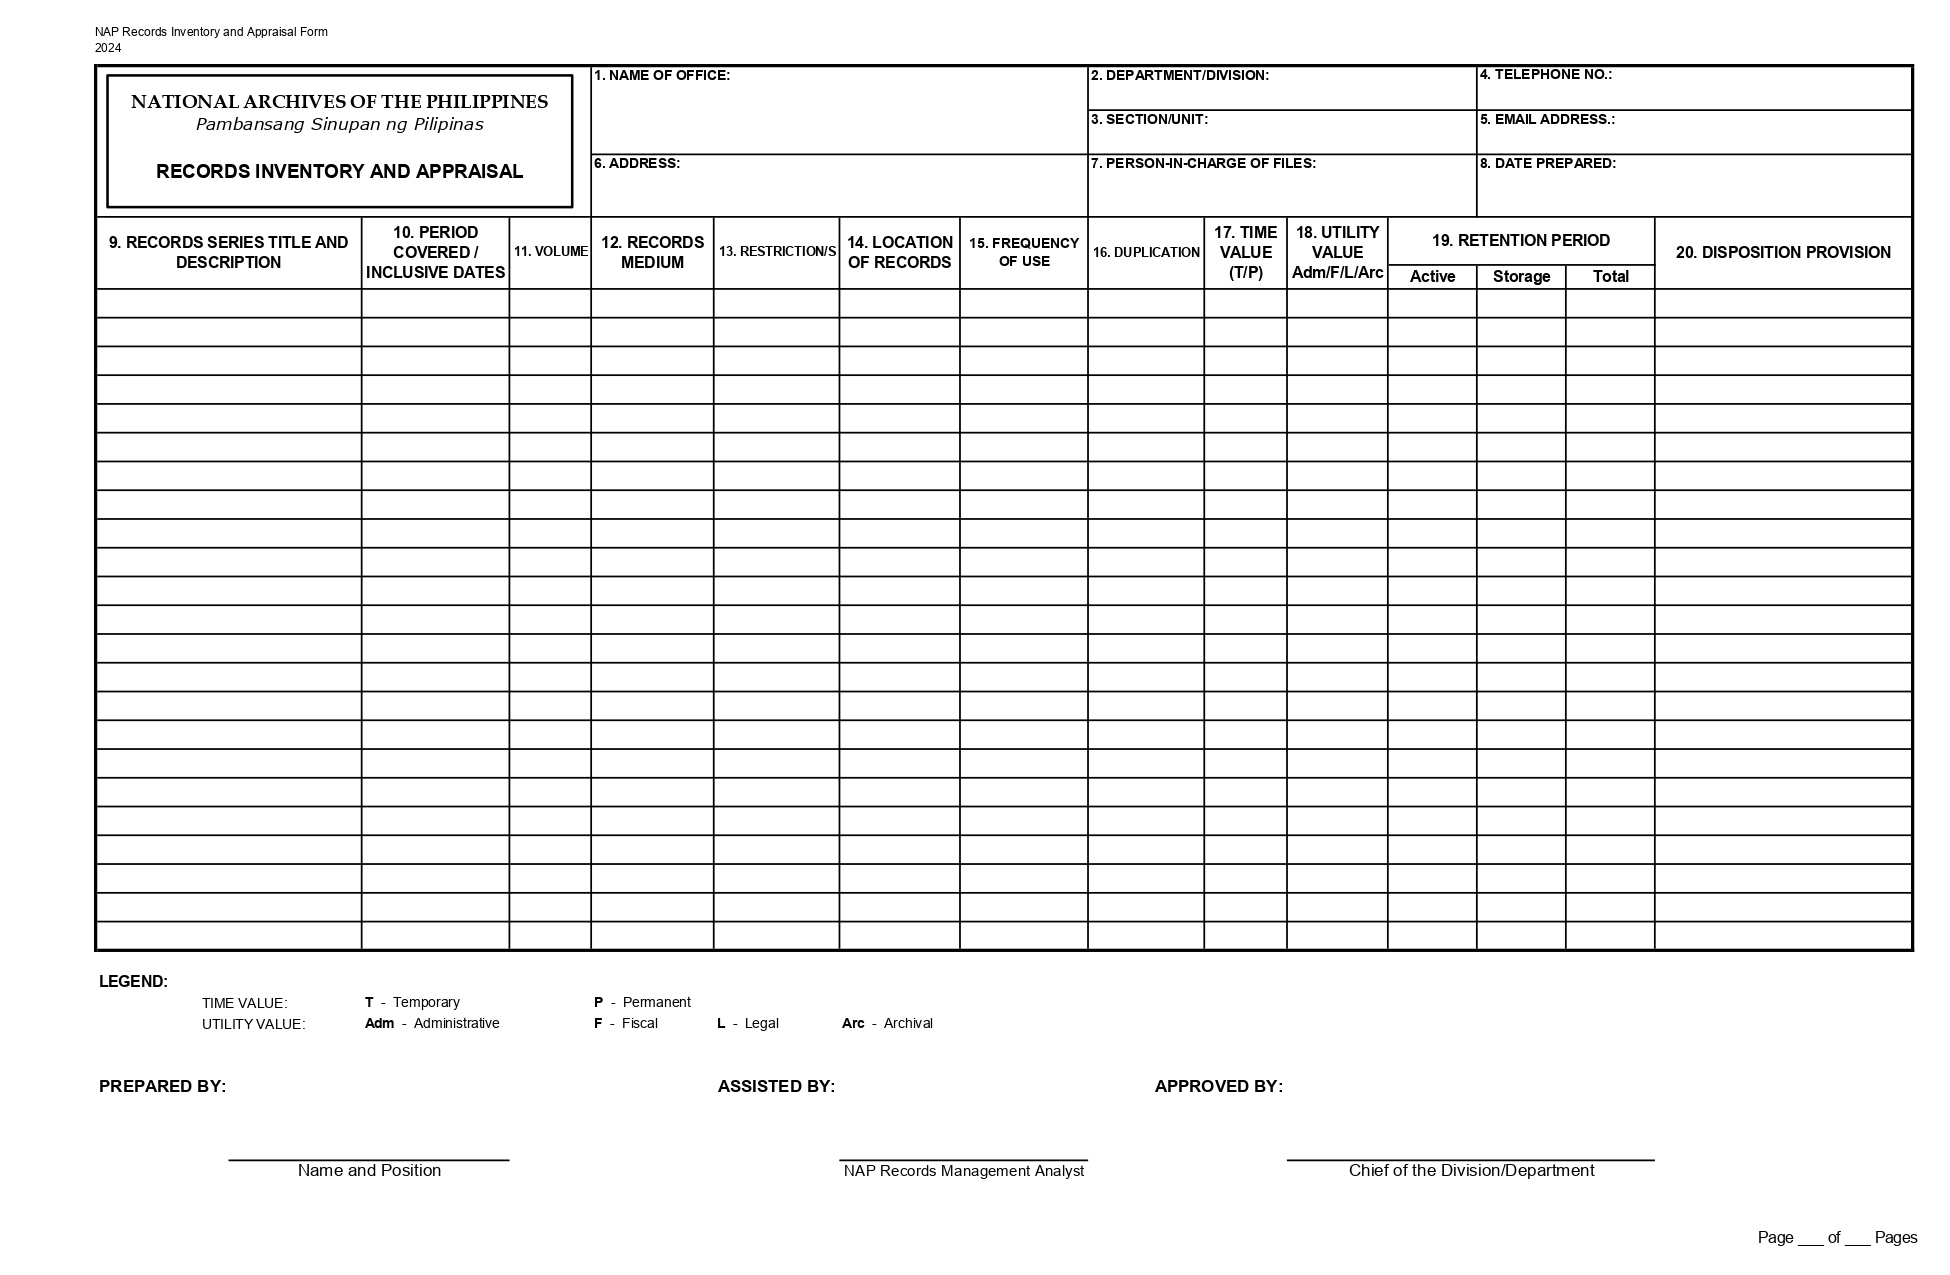 NAP Records Inventory and Appraisal Form
2024
NATIONAL ARCHIVES OF THE PHILIPPINES
Pambansang Sinupan ng Pilipinas
RECORDS INVENTORY AND APPRAISAL
1. NAME OF OFFICE:
2. DEPARTMENT/DIVISION:
4. TELEPHONE NO.:
3. SECTION/UNIT:
5. EMAIL ADDRESS.:
6. ADDRESS:
7. PERSON-IN-CHARGE OF FILES:
8. DATE PREPARED:
9. RECORDS SERIES TITLE AND
DESCRIPTION
10. PERIOD
COVERED /
INCLUSIVE DATES
11. VOLUME
12. RECORDS
MEDIUM
13. RESTRICTION/S
14. LOCATION
OF RECORDS
15. FREQUENCY
OF USE
16. DUPLICATION
17. TIME
VALUE
(T/P)
18. UTILITY
VALUE
Adm/F/L/Arc
19. RETENTION PERIOD
Active
Storage
Total
20. DISPOSITION PROVISION
LEGEND:
TIME VALUE: T - Temporary P - Permanent
UTILITY VALUE: Adm - Administrative F - Fiscal L - Legal Arc - Archival
PREPARED BY: ASSISTED BY: APPROVED BY:
Name and Position
NAP Records Management Analyst
Chief of the Division/Department
Page ___ of ___ Pages